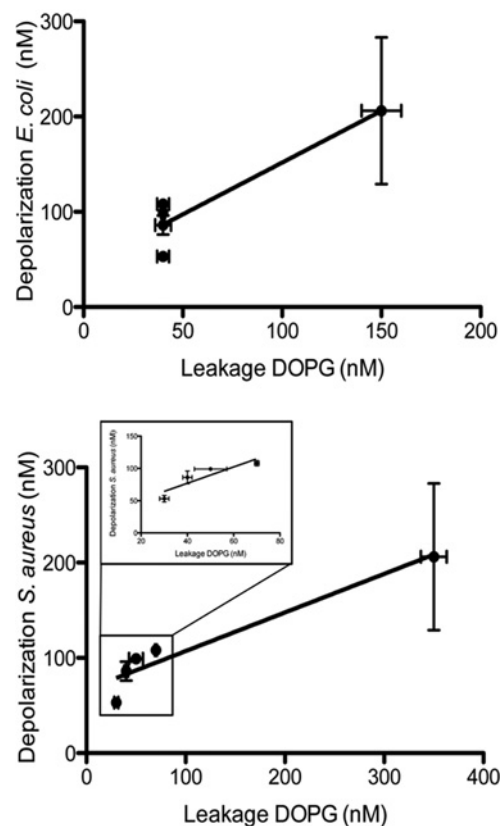 Depolarization E. coli (nM)
300
200
100
0
0 50 100 150 200
Leakage DOPG (nM)
Depolarization S. aureus (nM)
300
200
100
0
Depolarization S. aureus (nM)
150
100
50
0
20 40 60 80
Leakage DOPG (nM)
0 100 200 300 400
Leakage DOPG (nM)